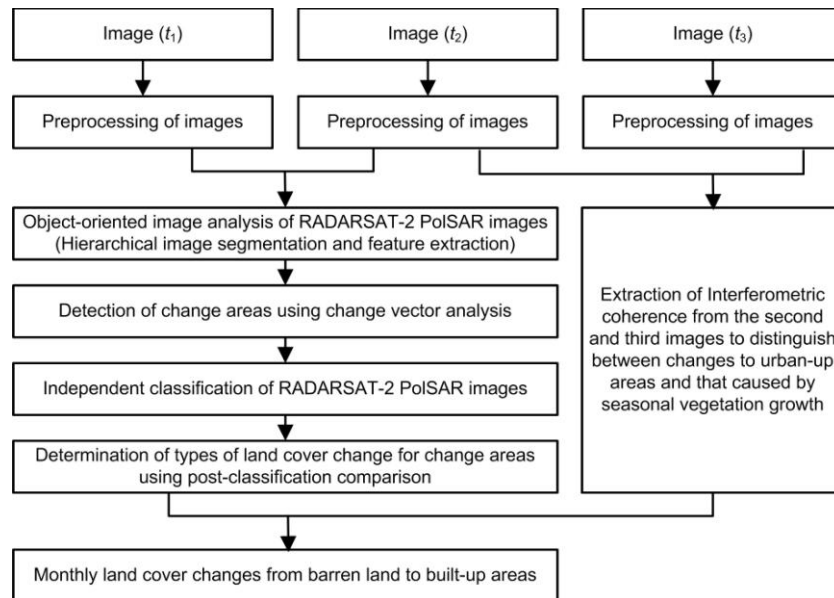 Image (t₁)
Image (t₂)
Image (t₃)
Preprocessing of images
Preprocessing of images
Preprocessing of images
Object-oriented image analysis of RADARSAT-2 PolSAR images
(Hierarchical image segmentation and feature extraction)
Detection of change areas using change vector analysis
Independent classification of RADARSAT-2 PolSAR images
Determination of types of land cover change for change areas
using post-classification comparison
Extraction of Interferometric
coherence from the second
and third images to distinguish
between changes to urban-up
areas and that caused by
seasonal vegetation growth
Monthly land cover changes from barren land to built-up areas